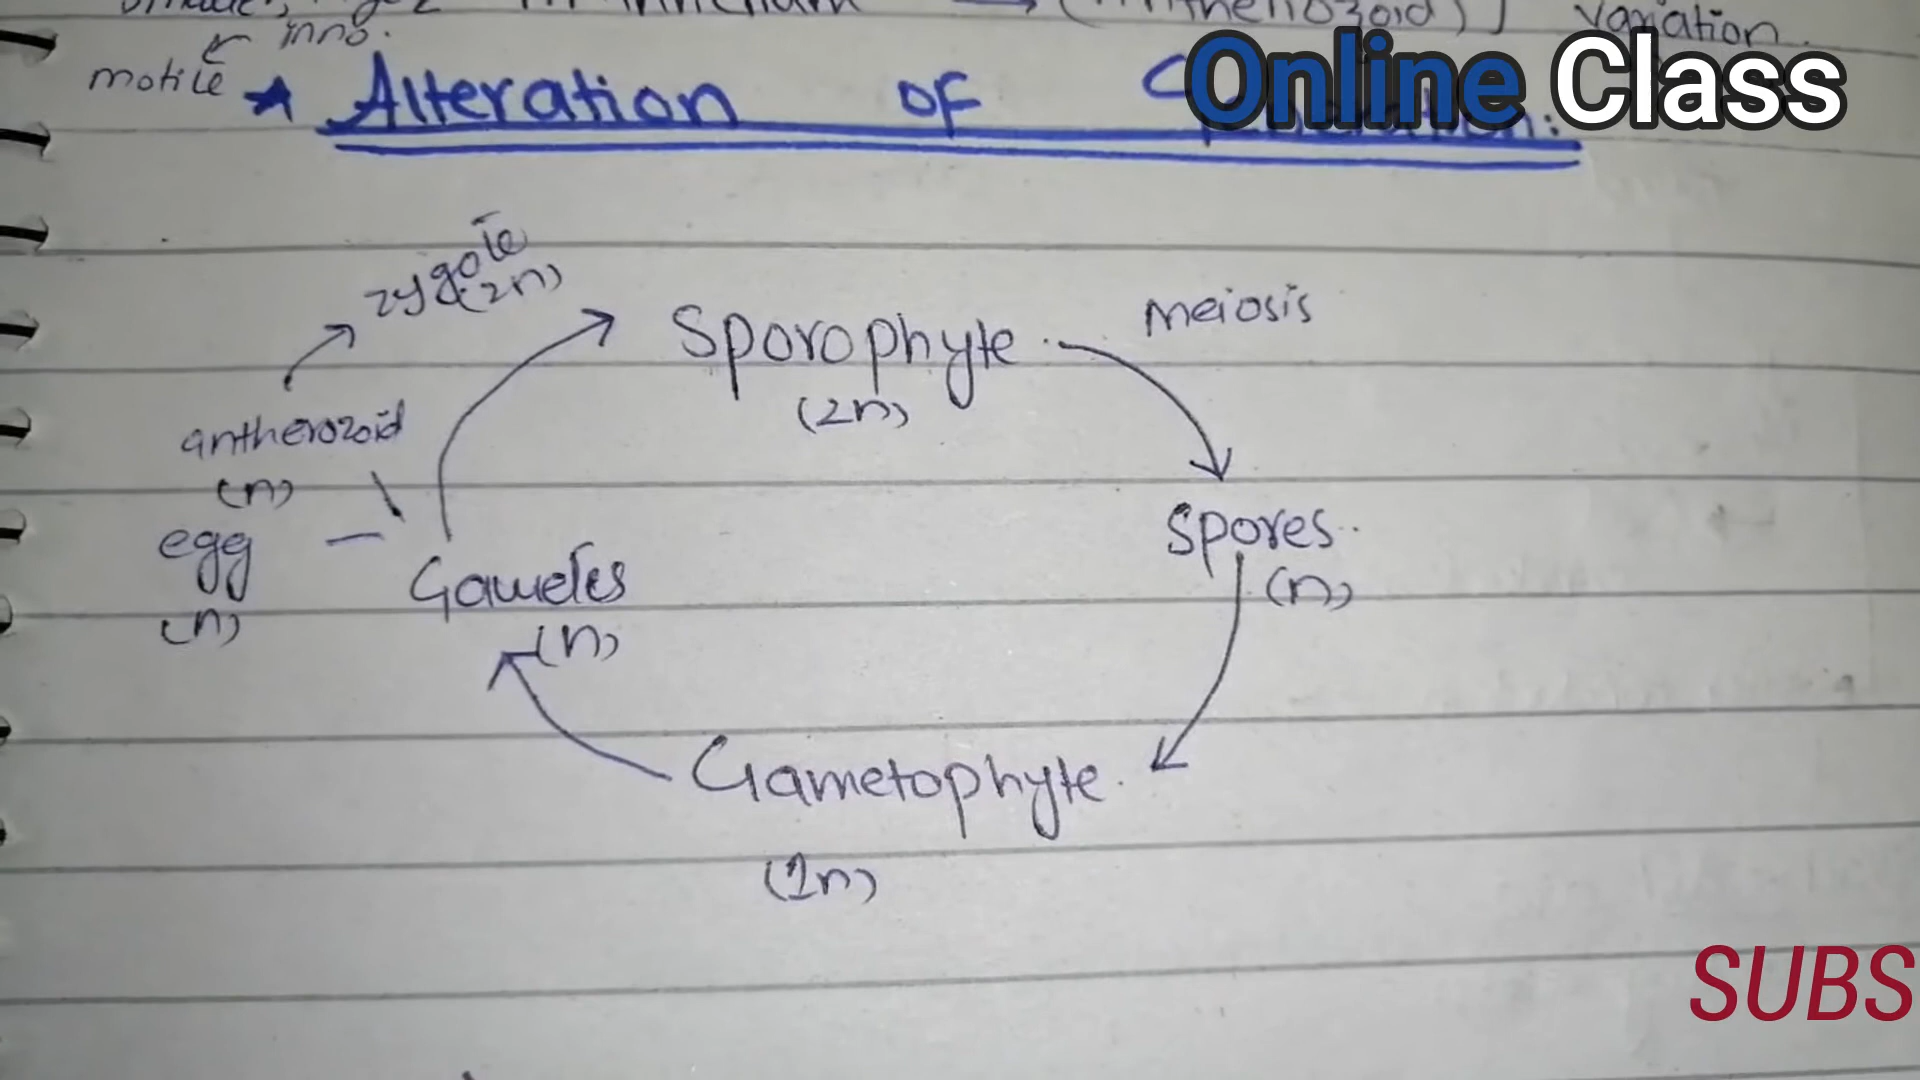 variation.
inno.
motile
Online Class
* Alteration of
zygote
(2n)
Sporophyte
(2n)
meiosis
antherozoid
(n)
egg
(n)
Gametes
(n)
Spores
(n)
Gametophyte
(1n)
SUBS